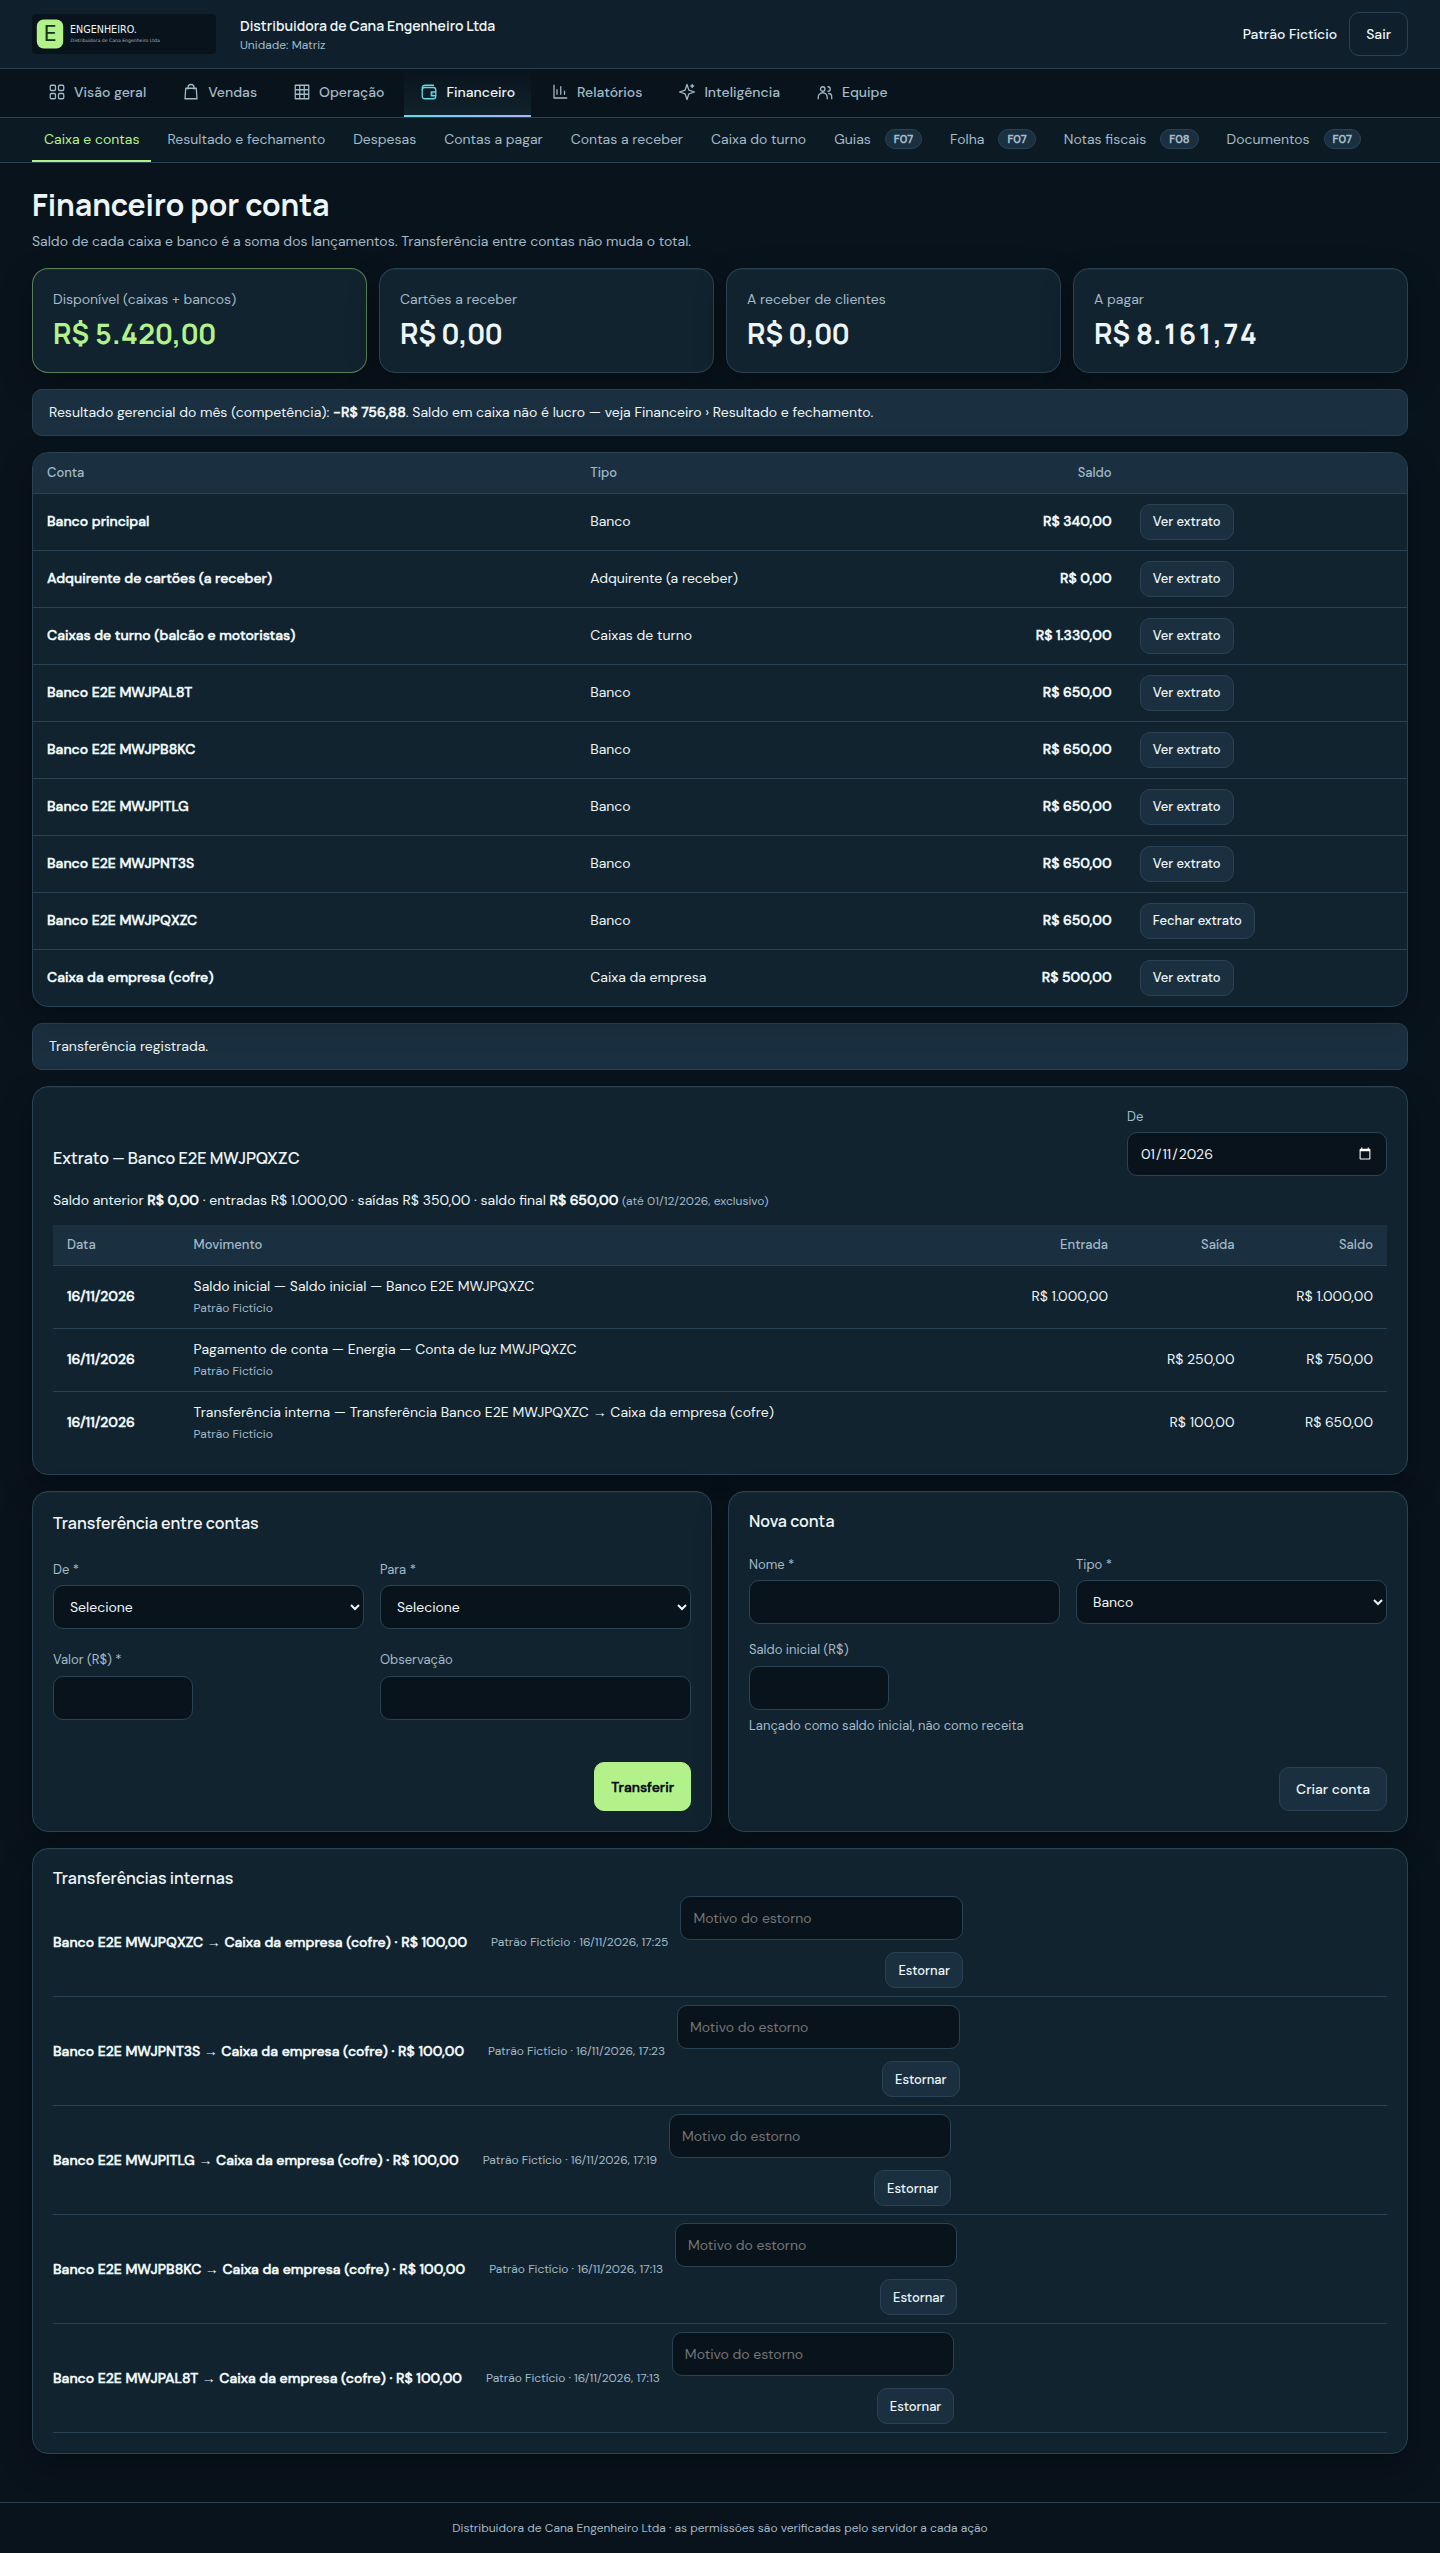 E ENGENHEIRO.
Distribuidora de Cana Engenheiro Ltda
Distribuidora de Cana Engenheiro Ltda
Unidade: Matriz
Patrão Fictício
Sair
Visão geral
Vendas
Operação
Financeiro
Relatórios
Inteligência
Equipe
Caixa e contas
Resultado e fechamento
Despesas
Contas a pagar
Contas a receber
Caixa do turno
Guias F07
Folha F07
Notas fiscais F08
Documentos F07
Financeiro por conta
Saldo de cada caixa e banco é a soma dos lançamentos. Transferência entre contas não muda o total.
Disponível (caixas + bancos)
R$ 5.420,00
Cartões a receber
R$ 0,00
A receber de clientes
R$ 0,00
A pagar
R$ 8.161,74
Resultado gerencial do mês (competência): -R$ 756,88. Saldo em caixa não é lucro — veja Financeiro › Resultado e fechamento.
Conta Tipo Saldo
Banco principal Banco R$ 340,00 Ver extrato
Adquirente de cartões (a receber) Adquirente (a receber) R$ 0,00 Ver extrato
Caixas de turno (balcão e motoristas) Caixas de turno R$ 1.330,00 Ver extrato
Banco E2E MWJPAL8T Banco R$ 650,00 Ver extrato
Banco E2E MWJPB8KC Banco R$ 650,00 Ver extrato
Banco E2E MWJPITLG Banco R$ 650,00 Ver extrato
Banco E2E MWJPNT3S Banco R$ 650,00 Ver extrato
Banco E2E MWJPQXZC Banco R$ 650,00 Fechar extrato
Caixa da empresa (cofre) Caixa da empresa R$ 500,00 Ver extrato
Transferência registrada.
De
Extrato — Banco E2E MWJPQXZC
01/11/2026
Saldo anterior R$ 0,00 · entradas R$ 1.000,00 · saídas R$ 350,00 · saldo final R$ 650,00 (até 01/12/2026, exclusivo)
Data Movimento Entrada Saída Saldo
16/11/2026 Saldo inicial — Saldo inicial — Banco E2E MWJPQXZC R$ 1.000,00 R$ 1.000,00
Patrão Fictício
16/11/2026 Pagamento de conta — Energia — Conta de luz MWJPQXZC R$ 250,00 R$ 750,00
Patrão Fictício
16/11/2026 Transferência interna — Transferência Banco E2E MWJPQXZC → Caixa da empresa (cofre) R$ 100,00 R$ 650,00
Patrão Fictício
Transferência entre contas
De * Para *
Selecione Selecione
Valor (R$) * Observação
Transferir
Nova conta
Nome * Tipo *
Banco
Saldo inicial (R$)
Lançado como saldo inicial, não como receita
Criar conta
Transferências internas
Banco E2E MWJPQXZC → Caixa da empresa (cofre) · R$ 100,00 Patrão Fictício · 16/11/2026, 17:25 Motivo do estorno
Estornar
Banco E2E MWJPNT3S → Caixa da empresa (cofre) · R$ 100,00 Patrão Fictício · 16/11/2026, 17:23 Motivo do estorno
Estornar
Banco E2E MWJPITLG → Caixa da empresa (cofre) · R$ 100,00 Patrão Fictício · 16/11/2026, 17:19 Motivo do estorno
Estornar
Banco E2E MWJPB8KC → Caixa da empresa (cofre) · R$ 100,00 Patrão Fictício · 16/11/2026, 17:13 Motivo do estorno
Estornar
Banco E2E MWJPAL8T → Caixa da empresa (cofre) · R$ 100,00 Patrão Fictício · 16/11/2026, 17:13 Motivo do estorno
Estornar
Distribuidora de Cana Engenheiro Ltda · as permissões são verificadas pelo servidor a cada ação